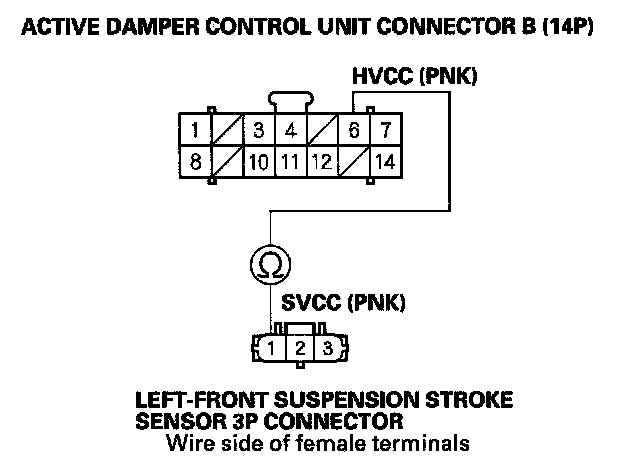 ACTIVE DAMPER CONTROL UNIT CONNECTOR B (14P)
HVCC (PNK)
1 3 4 6 7
8 10 11 12 14
Ω
SVCC (PNK)
1 2 3
LEFT-FRONT SUSPENSION STROKE
SENSOR 3P CONNECTOR
Wire side of female terminals